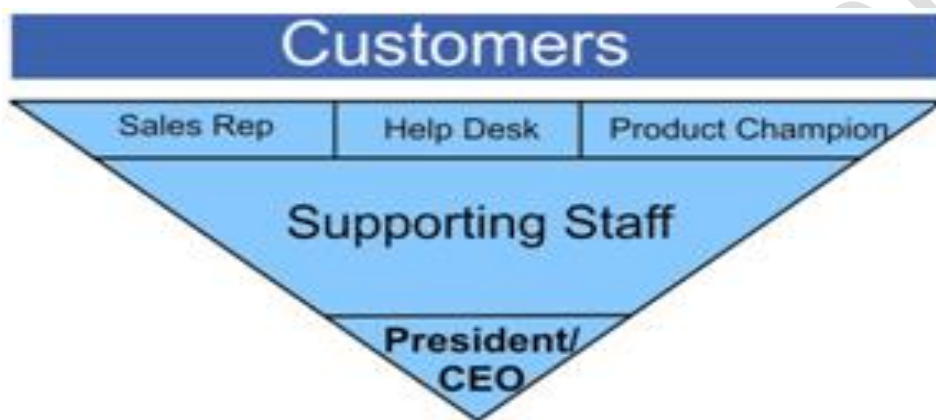 Customers
Sales Rep Help Desk Product Champion
Supporting Staff
President/
CEO